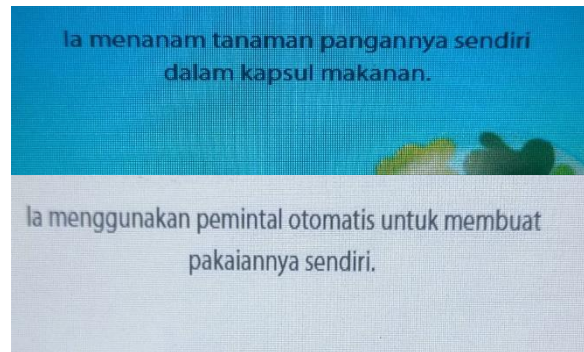 Ia menanam tanaman pangannya sendiri
dalam kapsul makanan.
Ia menggunakan pemintal otomatis untuk membuat
pakaiannya sendiri.